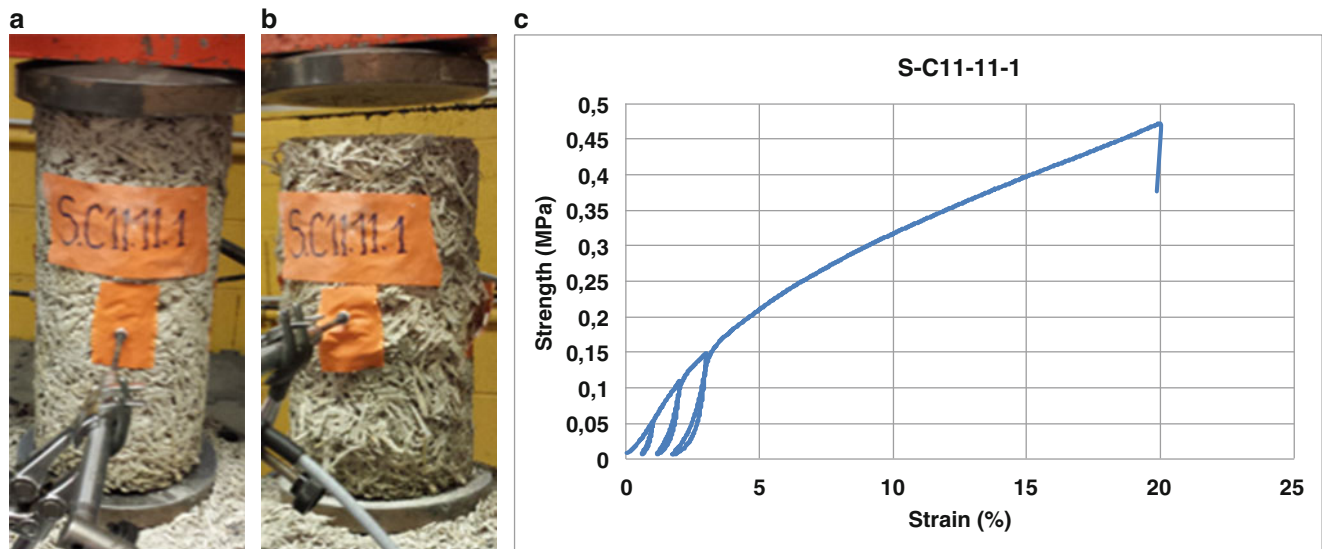 a
b
c
S.C11.11.1
S.C11.11.1
S-C11-11-1
Strength (MPa)
0,5
0,45
0,4
0,35
0,3
0,25
0,2
0,15
0,1
0,05
0
0 5 10 15 20 25
Strain (%)